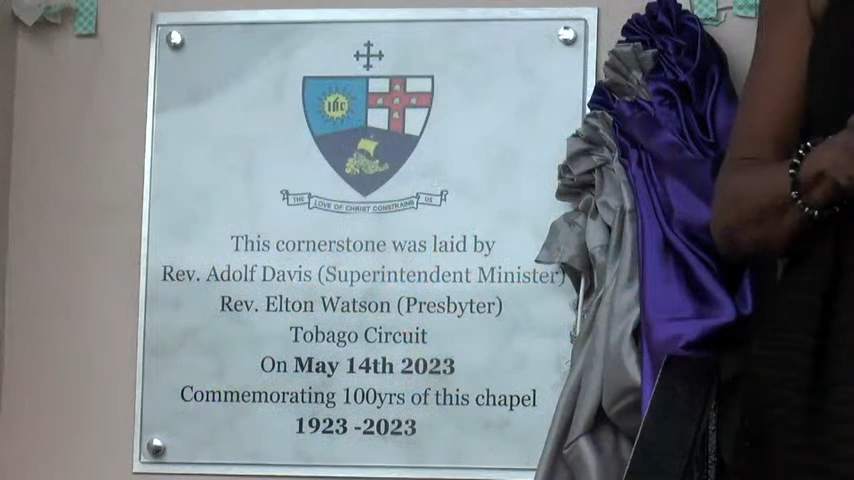 IHC
THE LOVE OF CHRIST CONSTRAINS US
This cornerstone was laid by
Rev. Adolf Davis (Superintendent Minister)
Rev. Elton Watson (Presbyter)
Tobago Circuit
On May 14th 2023
Commemorating 100yrs of this chapel
1923 -2023